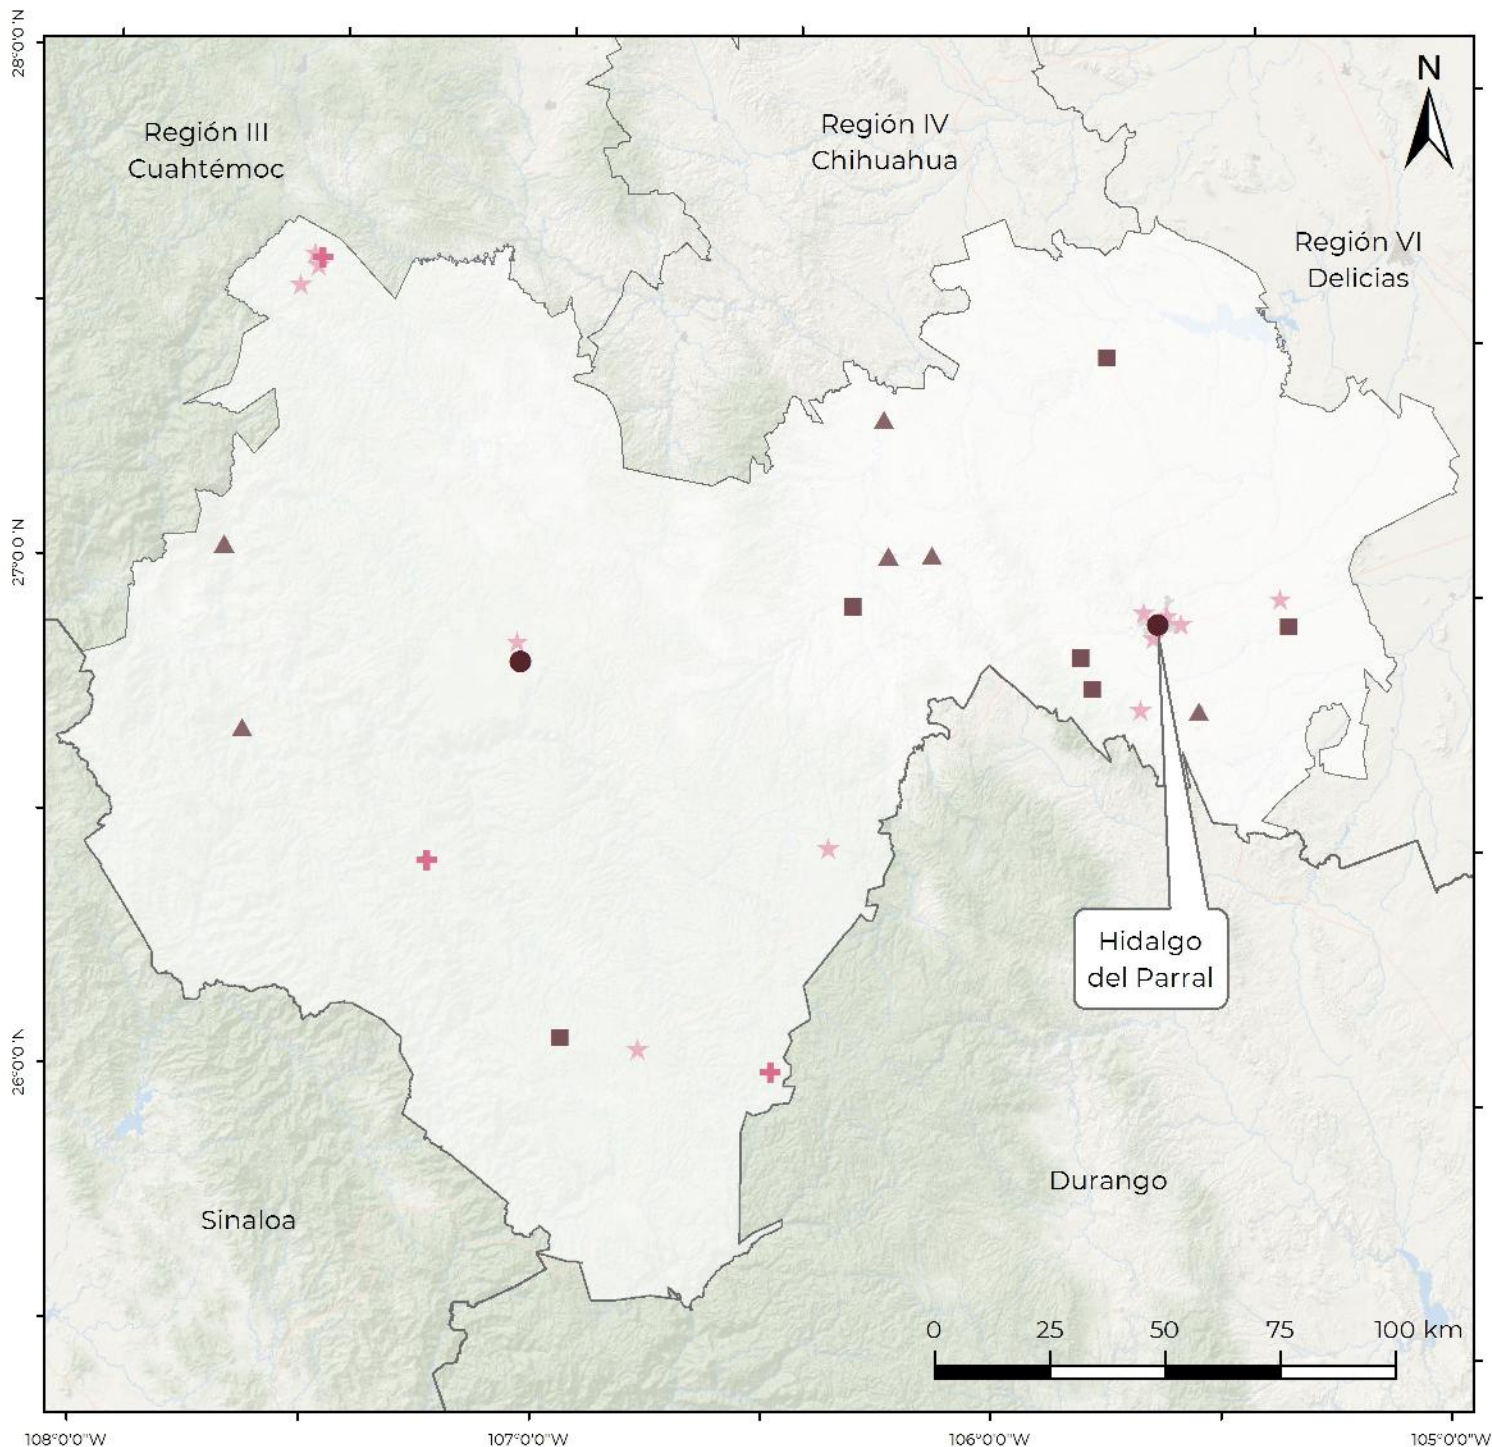 28°0'0"N
N
Región III
Cuahtémoc
Región IV
Chihuahua
Región VI
Delicias
27°0'0"N
Hidalgo
del Parral
26°0'0"N
Durango
Sinaloa
0 25 50 75 100 km
108°0'0"W 107°0'0"W 106°0'0"W 105°0'0"W